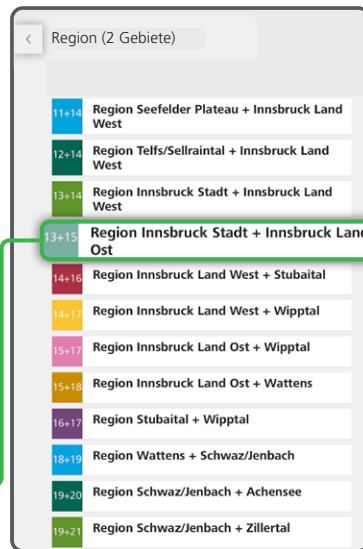 Region (2 Gebiete)
11+14 Region Seefelder Plateau + Innsbruck Land
West
12+14 Region Telfs/Sellraintal + Innsbruck Land
West
13+14 Region Innsbruck Stadt + Innsbruck Land
West
13+15 Region Innsbruck Stadt + Innsbruck Land
Ost
14+16 Region Innsbruck Land West + Stubaital
14+17 Region Innsbruck Land West + Wipptal
15+17 Region Innsbruck Land Ost + Wipptal
15+18 Region Innsbruck Land Ost + Wattens
16+17 Region Stubaital + Wipptal
18+19 Region Wattens + Schwaz/Jenbach
19+20 Region Schwaz/Jenbach + Achensee
19+21 Region Schwaz/Jenbach + Zillertal